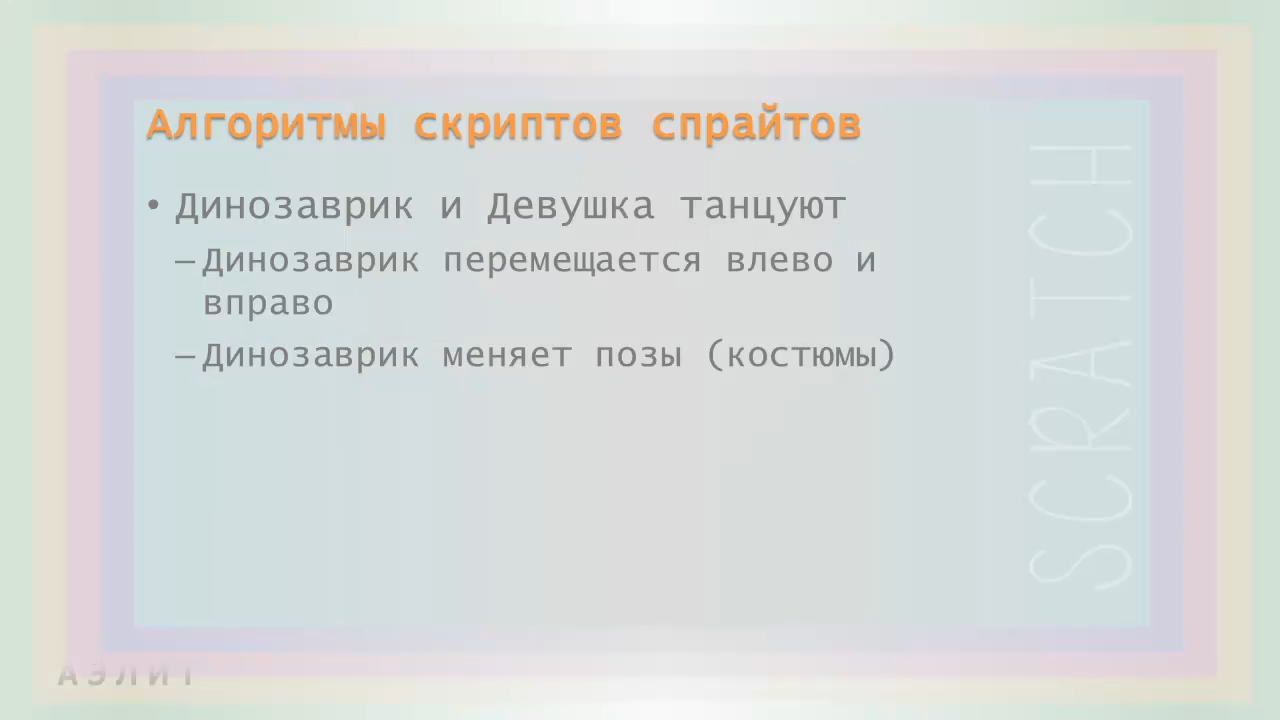 Алгоритмы скриптов спрайтов
• Динозаврик и Девушка танцуют
– Динозаврик перемещается влево и
вправо
– Динозаврик меняет позы (костюмы)
SCRATCH